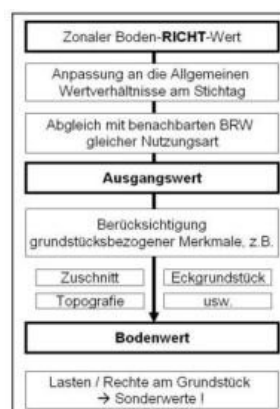 Zonaler Boden-RICHT-Wert
Anpassung an die Allgemeinen
Wertverhältnisse am Stichtag
Abgleich mit benachbarten BRW
gleicher Nutzungsart
Ausgangswert
Berücksichtigung
grundstücksbezogener Merkmale, z.B.
Zuschnitt
Eckgrundstück
Topografie
usw.
Bodenwert
Lasten / Rechte am Grundstück
→ Sonderwerte !